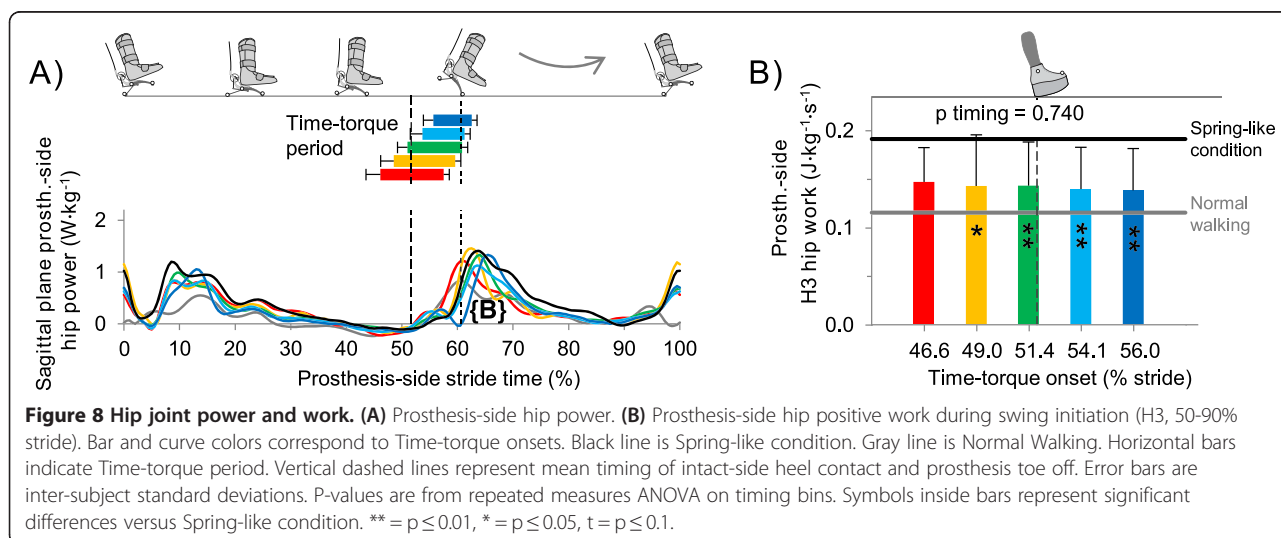 A)
Time-torque
period
Sagittal plane prosth.-side
hip power (W·kg⁻¹)
2
1
0
{B}
0 10 20 30 40 50 60 70 80 90 100
Prosthesis-side stride time (%)
B)
p timing = 0.740
Prosth.-side
H3 hip work (J·kg⁻¹·s⁻¹)
0.2
0.1
0.0
Spring-like
condition
Normal
walking
* ** ** **
46.6 49.0 51.4 54.1 56.0
Time-torque onset (% stride)
Figure 8 Hip joint power and work. (A) Prosthesis-side hip power. (B) Prosthesis-side hip positive work during swing initiation (H3, 50-90%
stride). Bar and curve colors correspond to Time-torque onsets. Black line is Spring-like condition. Gray line is Normal Walking. Horizontal bars
indicate Time-torque period. Vertical dashed lines represent mean timing of intact-side heel contact and prosthesis toe off. Error bars are
inter-subject standard deviations. P-values are from repeated measures ANOVA on timing bins. Symbols inside bars represent significant
differences versus Spring-like condition. ** = p ≤ 0.01, * = p ≤ 0.05, t = p ≤ 0.1.